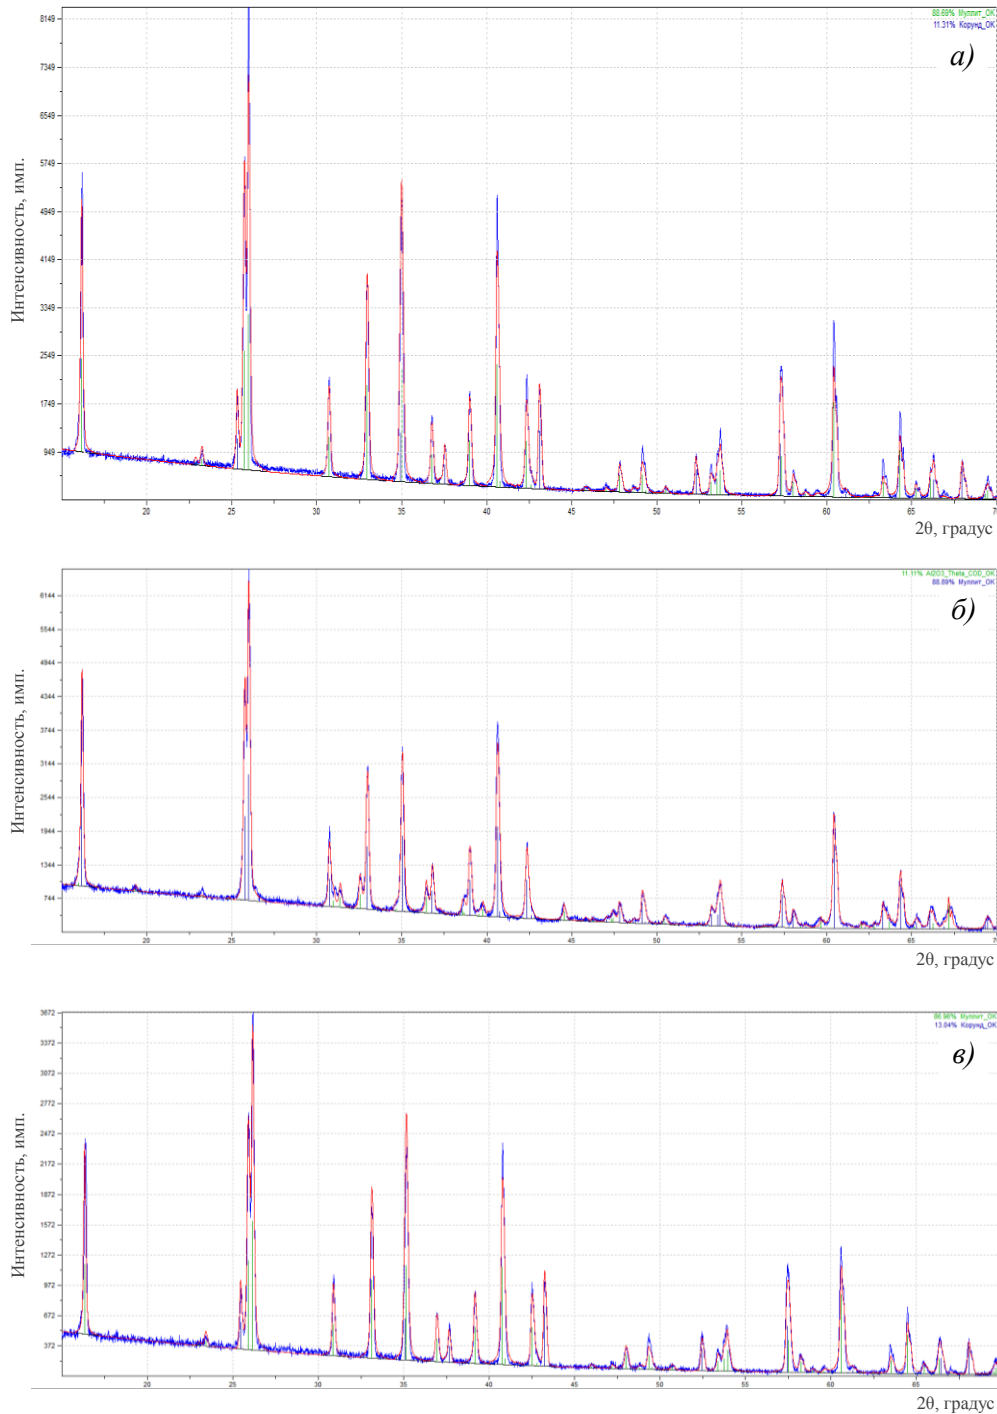 88.69% Муллит_OK
11.31% Корунд_OK
а)
Интенсивность, имп.
8149
7349
6549
5749
4949
4149
3349
2549
1749
949
20 25 30 35 40 45 50 55 60 65 70
2θ, градус
11.11% Al2O3_Theta_COD_OK
88.89% Муллит_OK
б)
Интенсивность, имп.
6144
5544
4944
4344
3744
3144
2544
1944
1344
744
20 25 30 35 40 45 50 55 60 65 70
2θ, градус
86.96% Муллит_OK
13.04% Корунд_OK
в)
Интенсивность, имп.
3672
3372
3072
2772
2472
2172
1872
1572
1272
972
672
372
20 25 30 35 40 45 50 55 60 65
2θ, градус